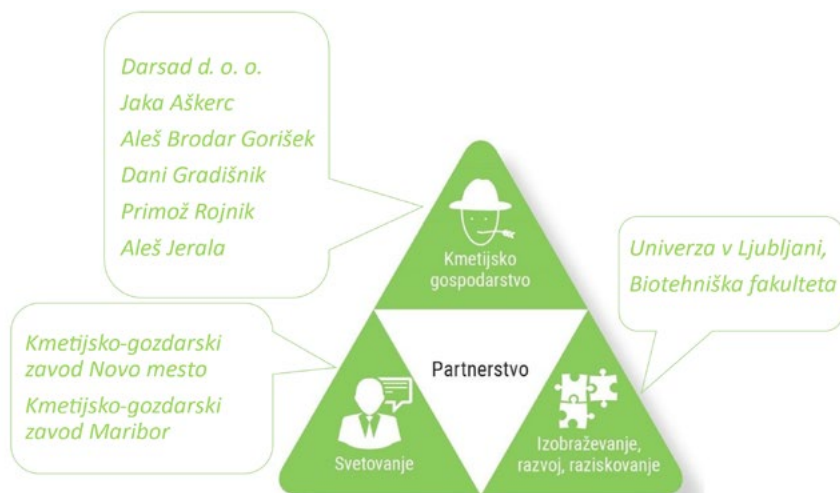 Darsad d. o. o.
Jaka Aškerc
Aleš Brodar Gorišek
Dani Gradišnik
Primož Rojnik
Aleš Jerala
Kmetijsko
gospodarstvo
Univerza v Ljubljani,
Biotehniška fakulteta
Kmetijsko-gozdarski
zavod Novo mesto
Kmetijsko-gozdarski
zavod Maribor
Partnerstvo
Svetovanje
Izobraževanje,
razvoj, raziskovanje